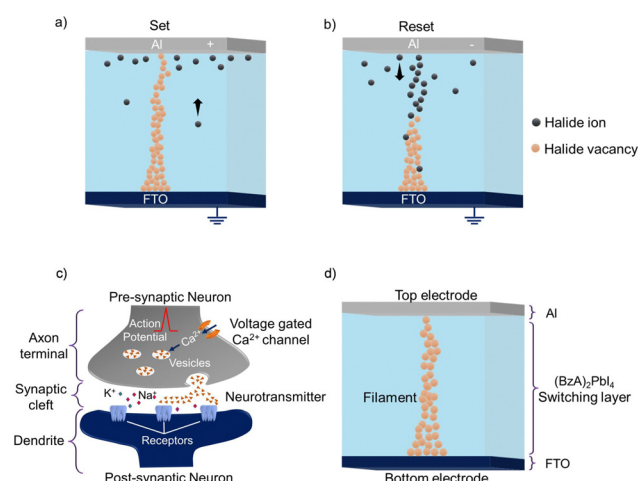 a)
Set
Al +
FTO
b)
Reset
Al -
FTO
Halide ion
Halide vacancy
c)
Pre-synaptic Neuron
Action
Potential
Ca²⁺
Voltage gated
Ca²⁺ channel
Vesicles
Axon
terminal
Synaptic
cleft
K⁺
Na⁺
Neurotransmitter
Dendrite
Receptors
Post-synaptic Neuron
d)
Top electrode
Al
Filament
(BzA)₂PbI₄
Switching layer
FTO
Bottom electrode